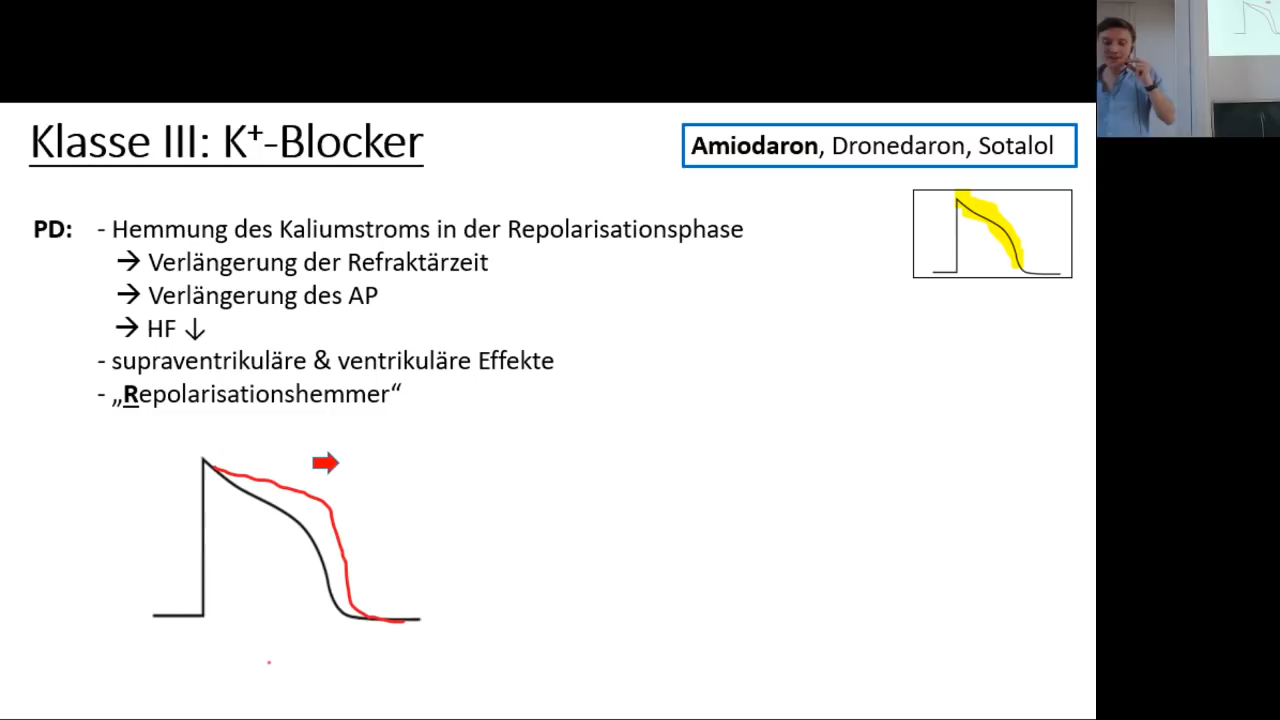 Klasse III: K⁺-Blocker
Amiodaron, Dronedaron, Sotalol
PD: - Hemmung des Kaliumstroms in der Repolarisationsphase
→ Verlängerung der Refraktärzeit
→ Verlängerung des AP
→ HF ↓
- supraventrikuläre & ventrikuläre Effekte
- „Repolarisationshemmer“